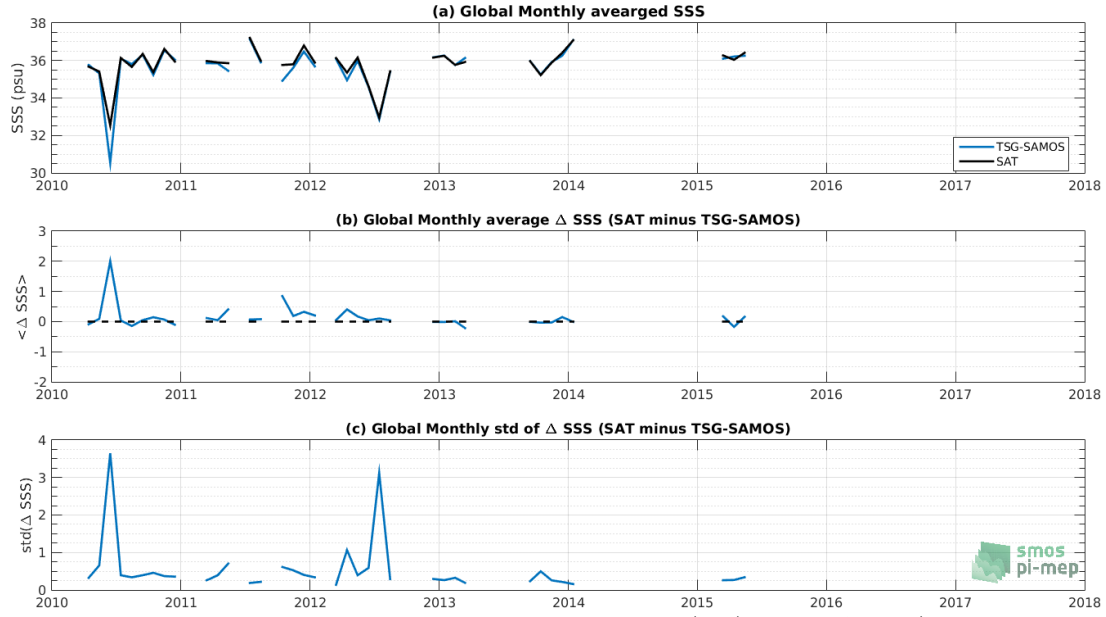 (a) Global Monthly avearged SSS
38
36
34
32
30
SSS (psu)
TSG-SAMOS
SAT
2010 2011 2012 2013 2014 2015 2016 2017 2018
(b) Global Monthly average Δ SSS (SAT minus TSG-SAMOS)
3
2
1
0
-1
-2
<Δ SSS>
2010 2011 2012 2013 2014 2015 2016 2017 2018
(c) Global Monthly std of Δ SSS (SAT minus TSG-SAMOS)
4
3
2
1
0
std(Δ SSS)
smos
pi-mep
2010 2011 2012 2013 2014 2015 2016 2017 2018